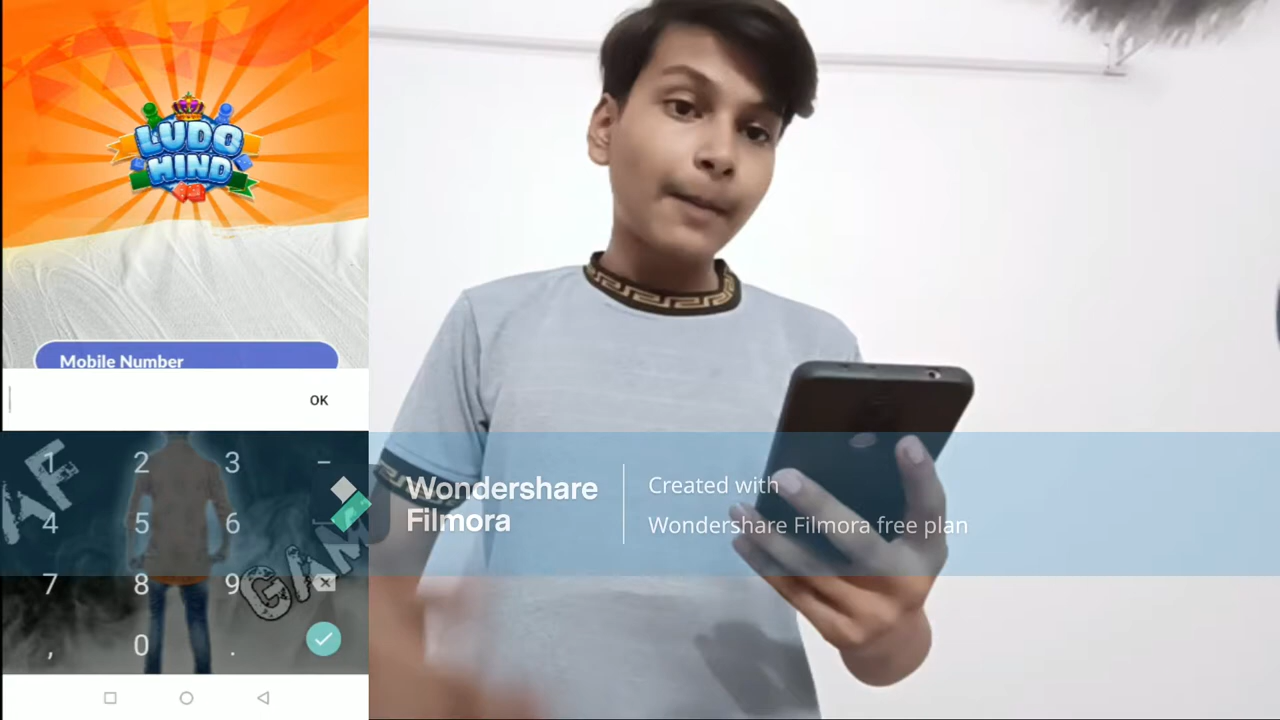 LUDO
HIND
Mobile Number
OK
1 2 3 –
4 5 6
7 8 9
, 0 .
GAM
Wondershare
Filmora
Created with
Wondershare Filmora free plan